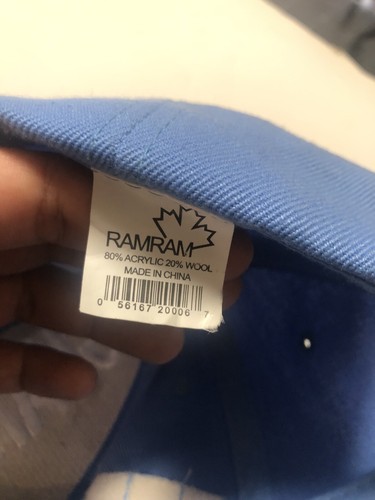 RAMRAM
80% ACRYLIC 20% WOOL
MADE IN CHINA
0 56167 20006 7